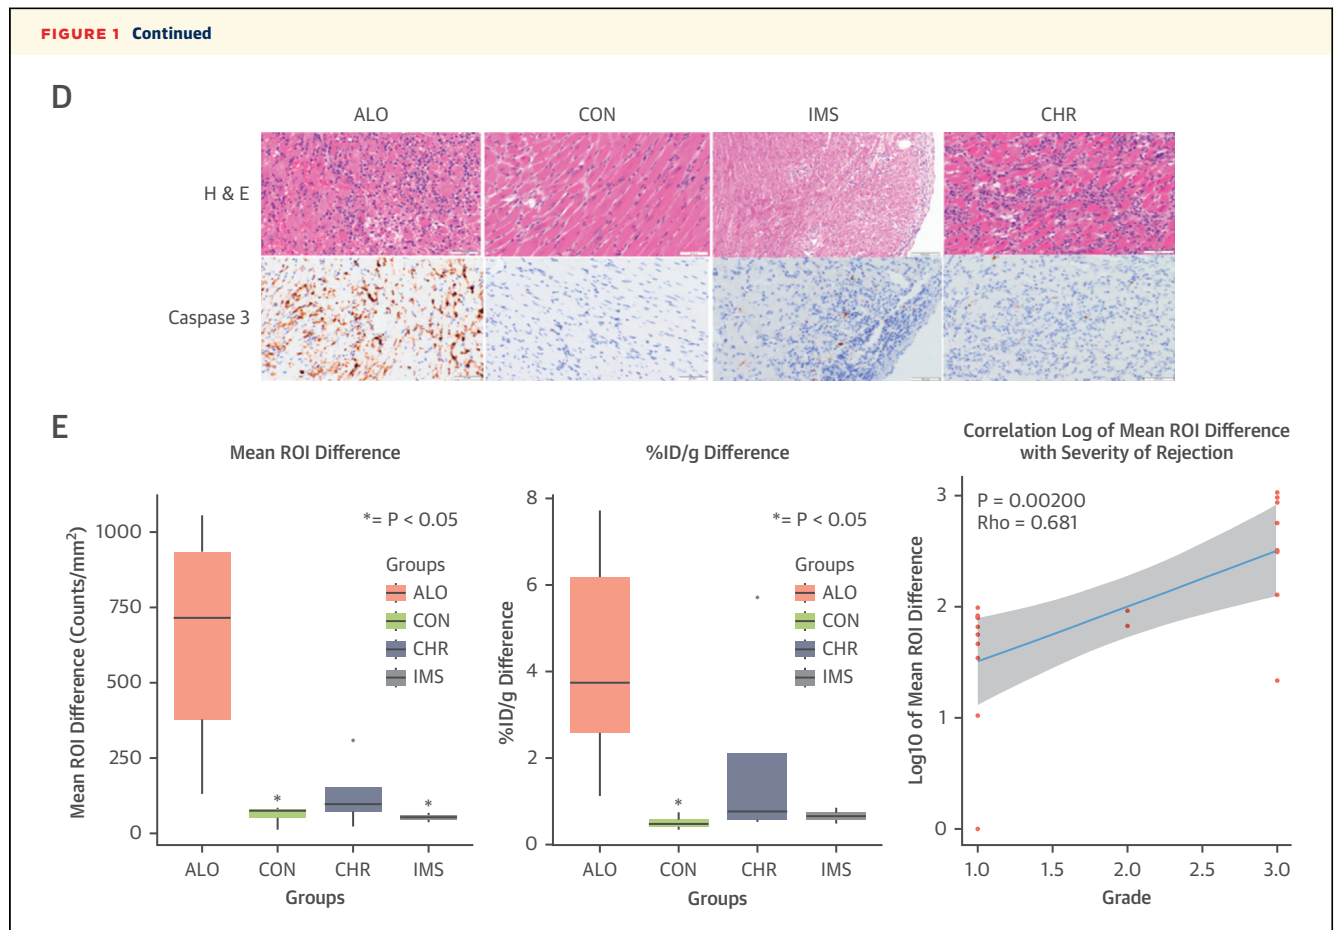 FIGURE 1 Continued
D
ALO CON IMS CHR
H & E
Caspase 3
E
Mean ROI Difference
Mean ROI Difference (Counts/mm²)
1000
750
500
250
0
*= P < 0.05
Groups
ALO
CON
CHR
IMS
*
*
ALO CON CHR IMS
Groups
%ID/g Difference
%ID/g Difference
8
6
4
2
0
*= P < 0.05
Groups
ALO
CON
CHR
IMS
*
ALO CON CHR IMS
Groups
Correlation Log of Mean ROI Difference
with Severity of Rejection
Log10 of Mean ROI Difference
3
2
1
0
P = 0.00200
Rho = 0.681
1.0 1.5 2.0 2.5 3.0
Grade